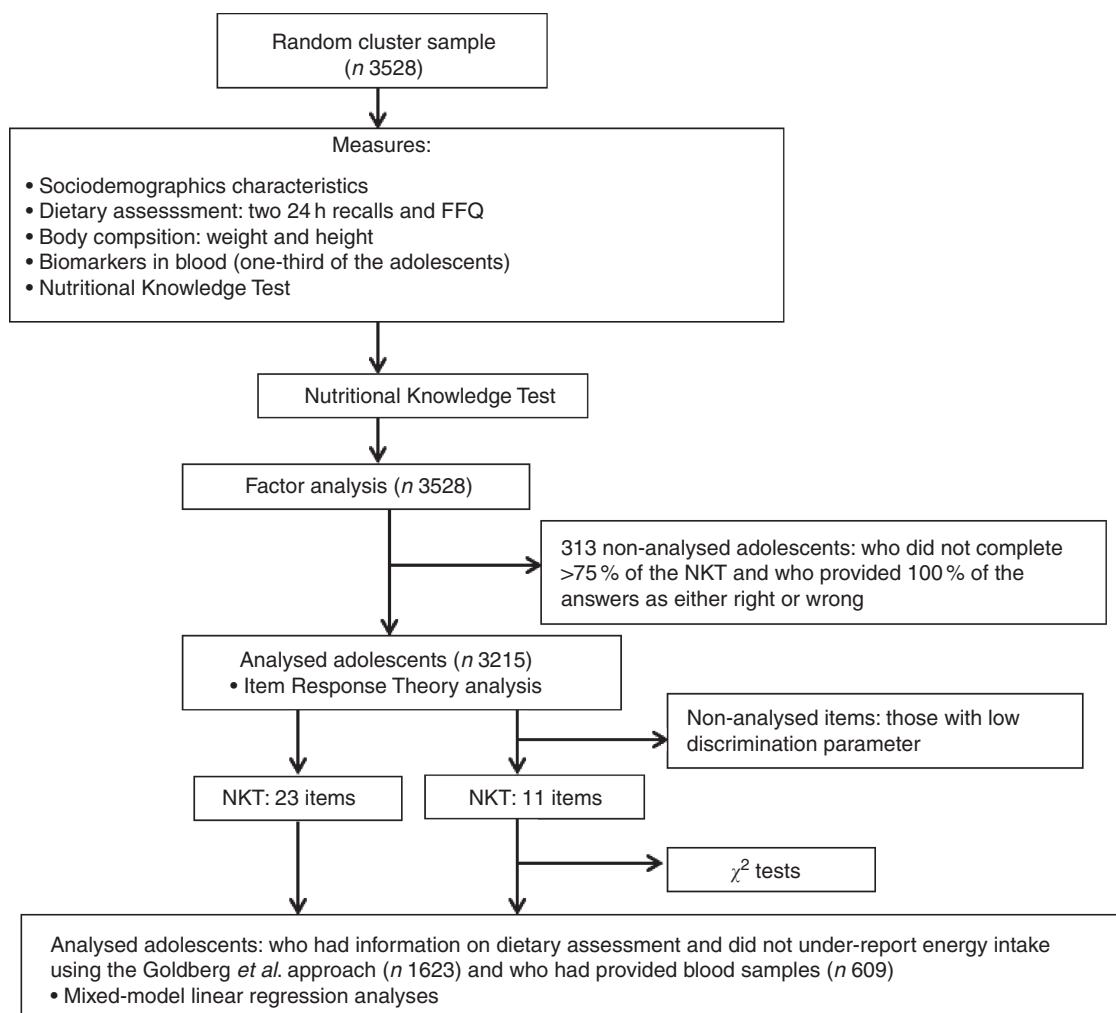 Random cluster sample
(n 3528)
Measures:
• Sociodemographics characteristics
• Dietary assesssment: two 24 h recalls and FFQ
• Body compsition: weight and height
• Biomarkers in blood (one-third of the adolescents)
• Nutritional Knowledge Test
Nutritional Knowledge Test
Factor analysis (n 3528)
313 non-analysed adolescents: who did not complete
>75 % of the NKT and who provided 100 % of the
answers as either right or wrong
Analysed adolescents (n 3215)
• Item Response Theory analysis
Non-analysed items: those with low
discrimination parameter
NKT: 23 items
NKT: 11 items
χ² tests
Analysed adolescents: who had information on dietary assessment and did not under-report energy intake
using the Goldberg et al. approach (n 1623) and who had provided blood samples (n 609)
• Mixed-model linear regression analyses